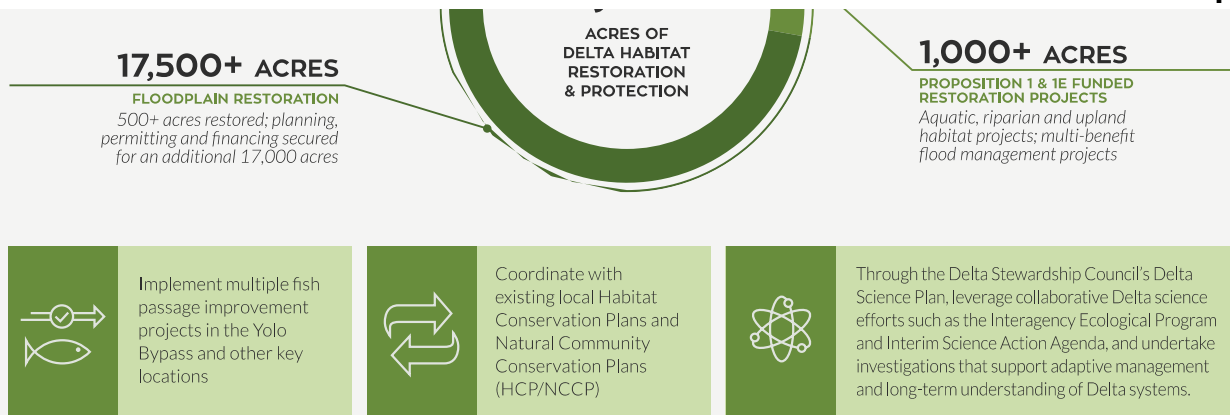 ACRES OF
DELTA HABITAT
RESTORATION
& PROTECTION
17,500+ ACRES
FLOODPLAIN RESTORATION
500+ acres restored; planning,
permitting and financing secured
for an additional 17,000 acres
1,000+ ACRES
PROPOSITION 1 & 1E FUNDED
RESTORATION PROJECTS
Aquatic, riparian and upland
habitat projects; multi-benefit
flood management projects
Implement multiple fish
passage improvement
projects in the Yolo
Bypass and other key
locations
Coordinate with
existing local Habitat
Conservation Plans and
Natural Community
Conservation Plans
(HCP/NCCP)
Through the Delta Stewardship Council’s Delta
Science Plan, leverage collaborative Delta science
efforts such as the Interagency Ecological Program
and Interim Science Action Agenda, and undertake
investigations that support adaptive management
and long-term understanding of Delta systems.